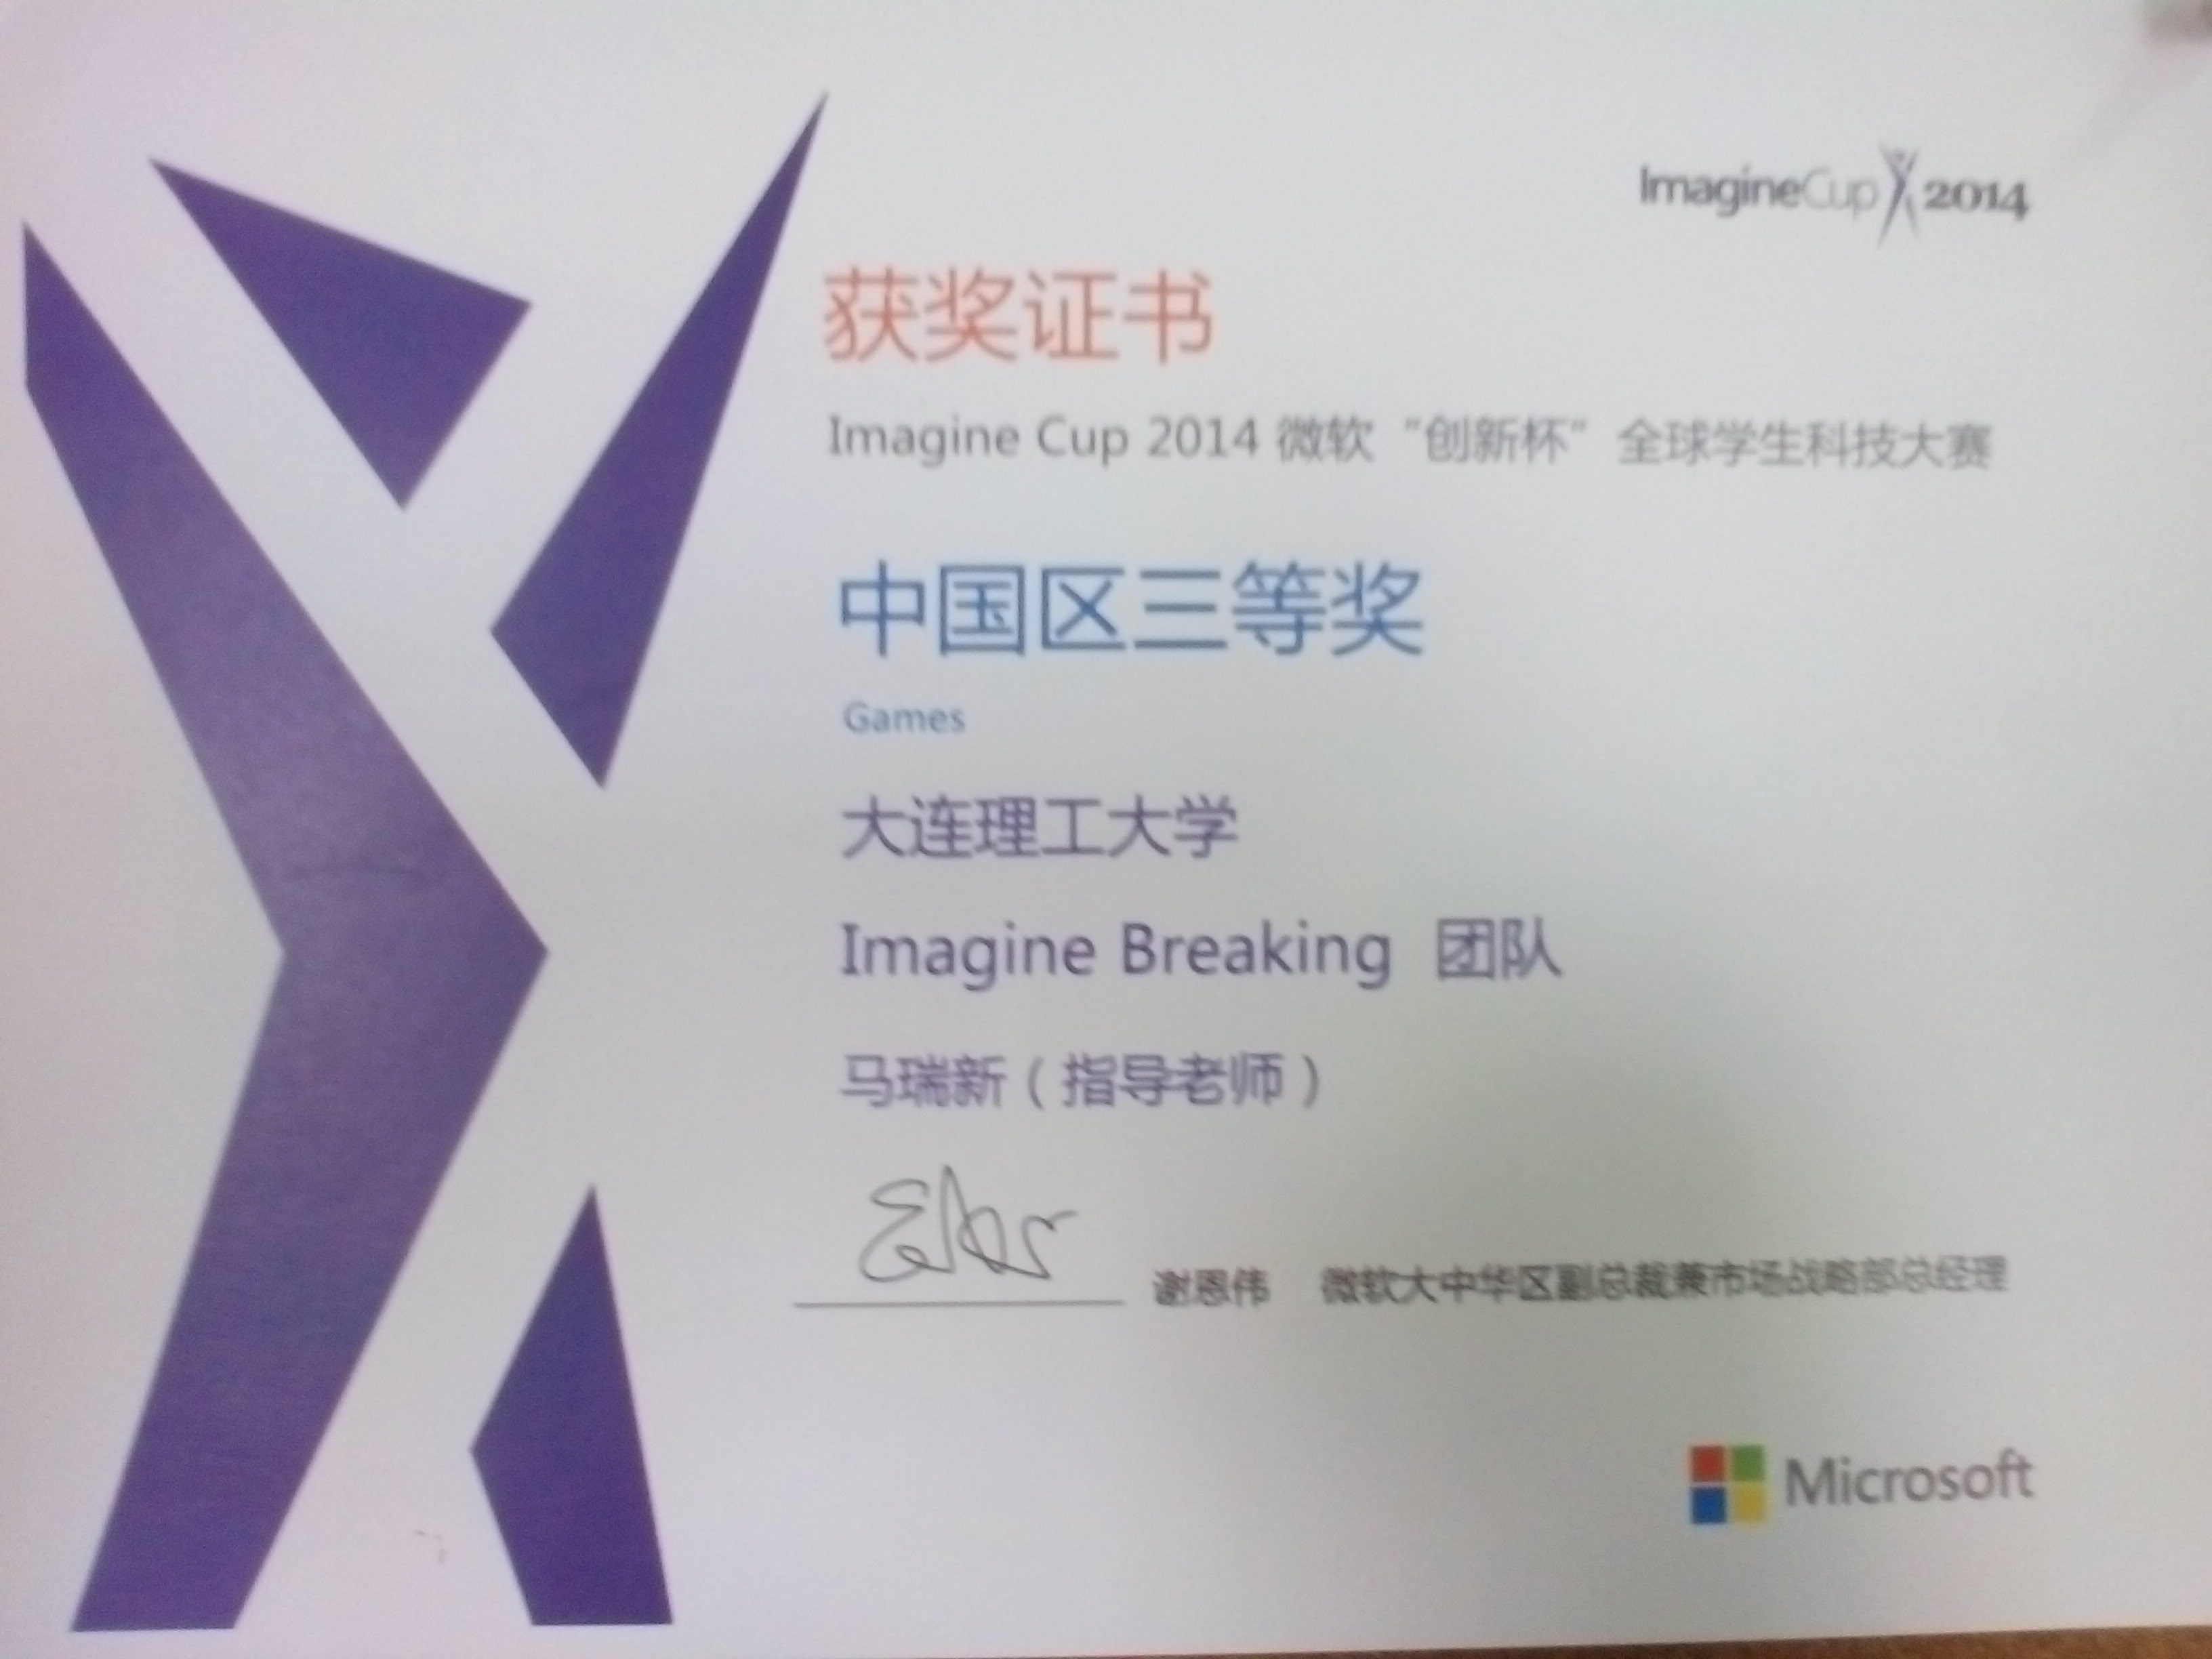 ImagineCup 2014
获奖证书
Imagine Cup 2014 微软“创新杯”全球学生科技大赛
中国区三等奖
Games
大连理工大学
Imagine Breaking 团队
马瑞新（指导老师）
谢恩伟 微软大中华区副总裁兼市场战略部总经理
Microsoft